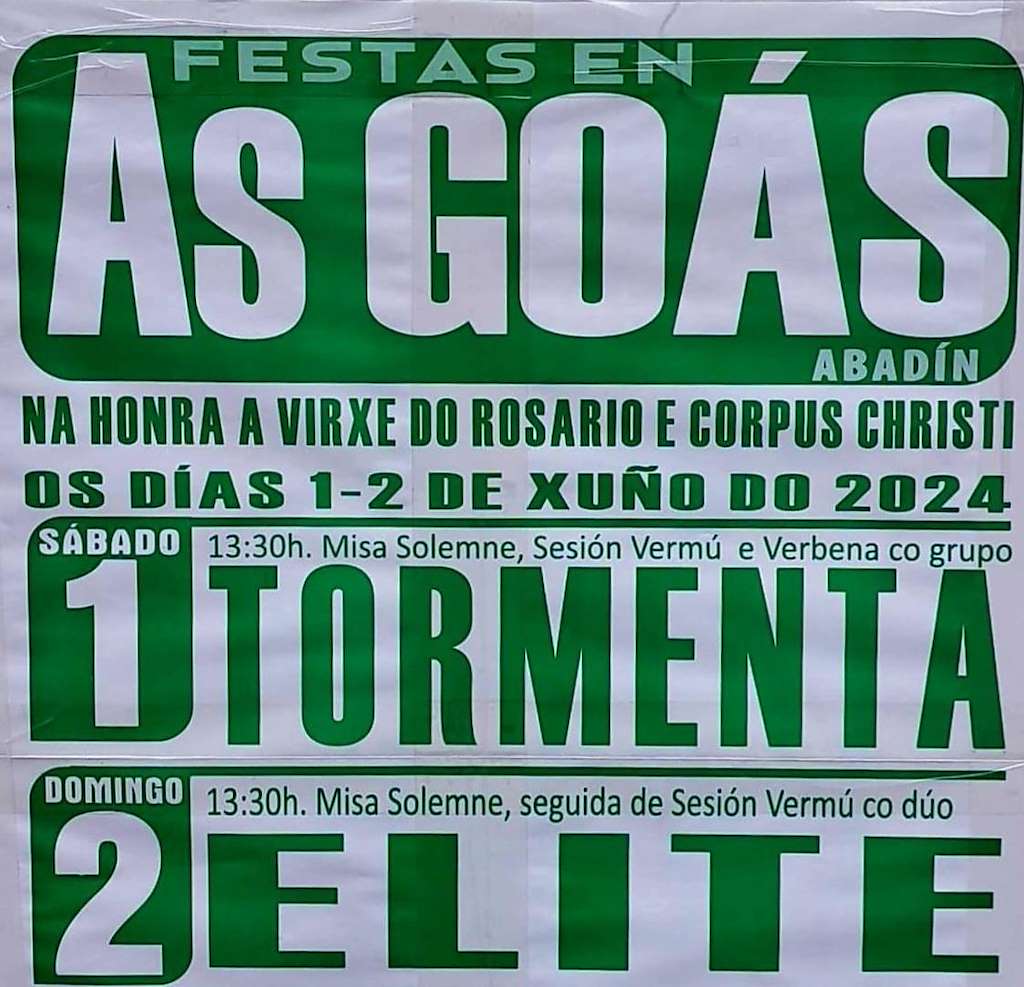 FESTAS EN
AS GOÁS
ABADÍN
NA HONRA A VIRXE DO ROSARIO E CORPUS CHRISTI
OS DÍAS 1-2 DE XUÑO DO 2024
SÁBADO
1
13:30h. Misa Solemne, Sesión Vermú e Verbena co grupo
TORMENTA
DOMINGO
2
13:30h. Misa Solemne, seguida de Sesión Vermú co dúo
ELITE